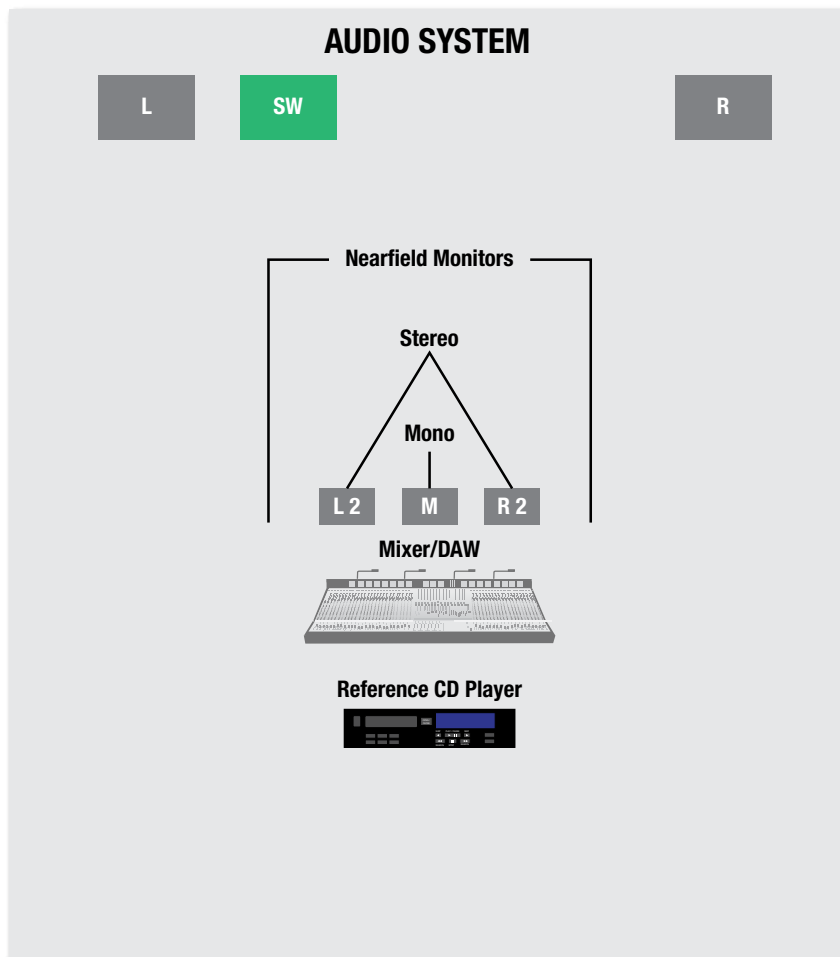 AUDIO SYSTEM
L SW R
Nearfield Monitors
Stereo
Mono
L 2 M R 2
Mixer/DAW
Reference CD Player